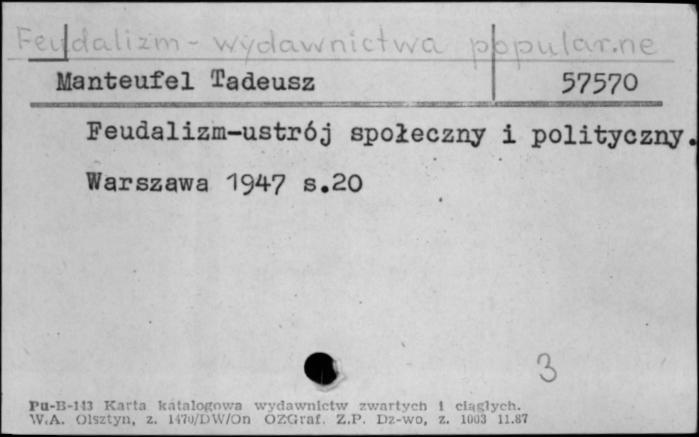 Feudalizm - wydawnictwa popularne
Manteufel Tadeusz 57570
Feudalizm-ustrój społeczny i polityczny.
Warszawa 1947 s.20
3
Pu-B-143 Karta katalogowa wydawnictw zwartych i ciągłych.
W.A. Olsztyn, z. 1470/DW/On OZGraf. Z.P. Dz-wo, z. 1003 11.87